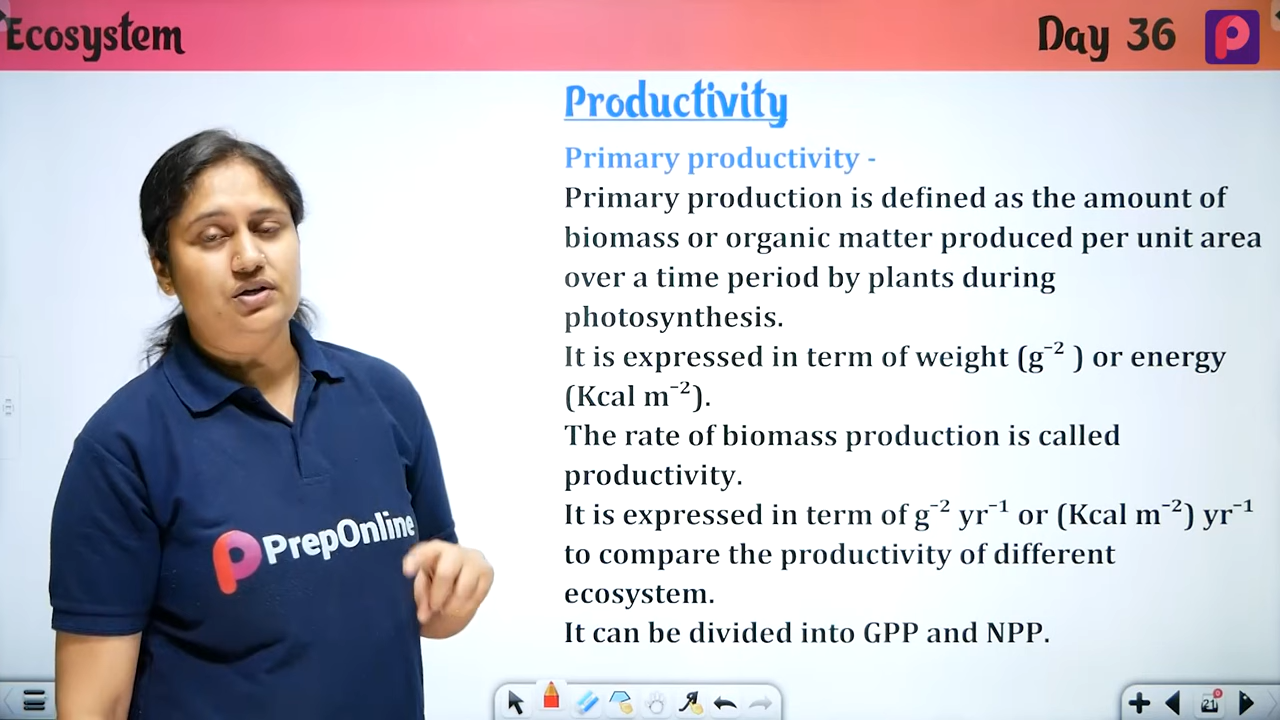 Ecosystem
Day 36
Productivity
Primary productivity -
Primary production is defined as the amount of
biomass or organic matter produced per unit area
over a time period by plants during
photosynthesis.
It is expressed in term of weight (g⁻² ) or energy
(Kcal m⁻²).
The rate of biomass production is called
productivity.
It is expressed in term of g⁻² yr⁻¹ or (Kcal m⁻²) yr⁻¹
to compare the productivity of different
ecosystem.
It can be divided into GPP and NPP.
PrepOnline
21